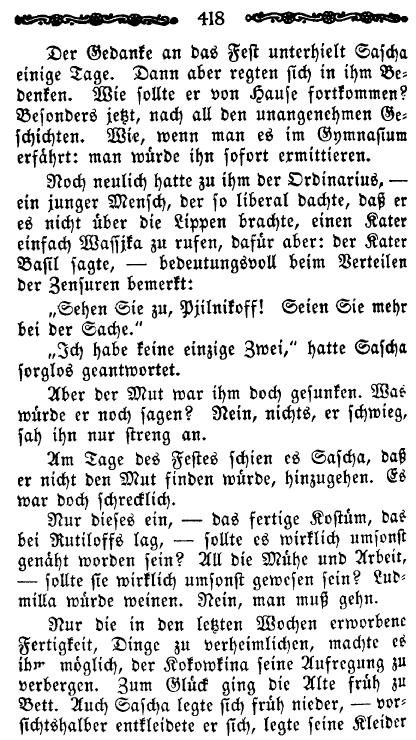 418
Der Gedanke an das Fest unterhielt Sascha
einige Tage. Dann aber regten sich in ihm Be-
denken. Wie sollte er von Hause fortkommen?
Besonders jetzt, nach all den unangenehmen Ge-
schichten. Wie, wenn man es im Gymnasium
erfährt: man würde ihn sofort exmittieren.
Noch neulich hatte zu ihm der Ordinarius, —
ein junger Mensch, der so liberal dachte, daß er
es nicht über die Lippen brachte, einen Kater
einfach Wassjka zu rufen, dafür aber: der Kater
Basil sagte, — bedeutungsvoll beim Verteilen
der Zensuren bemerkt:
„Sehen Sie zu, Pjilnikoff! Seien Sie mehr
bei der Sache.“
„Ich habe keine einzige Zwei,“ hatte Sascha
sorglos geantwortet.
Aber der Mut war ihm doch gesunken. Was
würde er noch sagen? Nein, nichts, er schwieg,
sah ihn nur streng an.
Am Tage des Festes schien es Sascha, daß
er nicht den Mut finden würde, hinzugehen. Es
war doch schrecklich.
Nur dieses ein, — das fertige Kostüm, das
bei Rutiloffs lag, — sollte es wirklich umsonst
genäht worden sein? All die Mühe und Arbeit,
— sollte sie wirklich umsonst gewesen sein? Lud-
milla würde weinen. Nein, man muß gehn.
Nur die in den letzten Wochen erworbene
Fertigkeit, Dinge zu verheimlichen, machte es
ihm möglich, der Kokowkina seine Aufregung zu
verbergen. Zum Glück ging die Alte früh zu
Bett. Auch Sascha legte sich früh nieder, — vor-
sichtshalber entkleidete er sich, legte seine Kleider